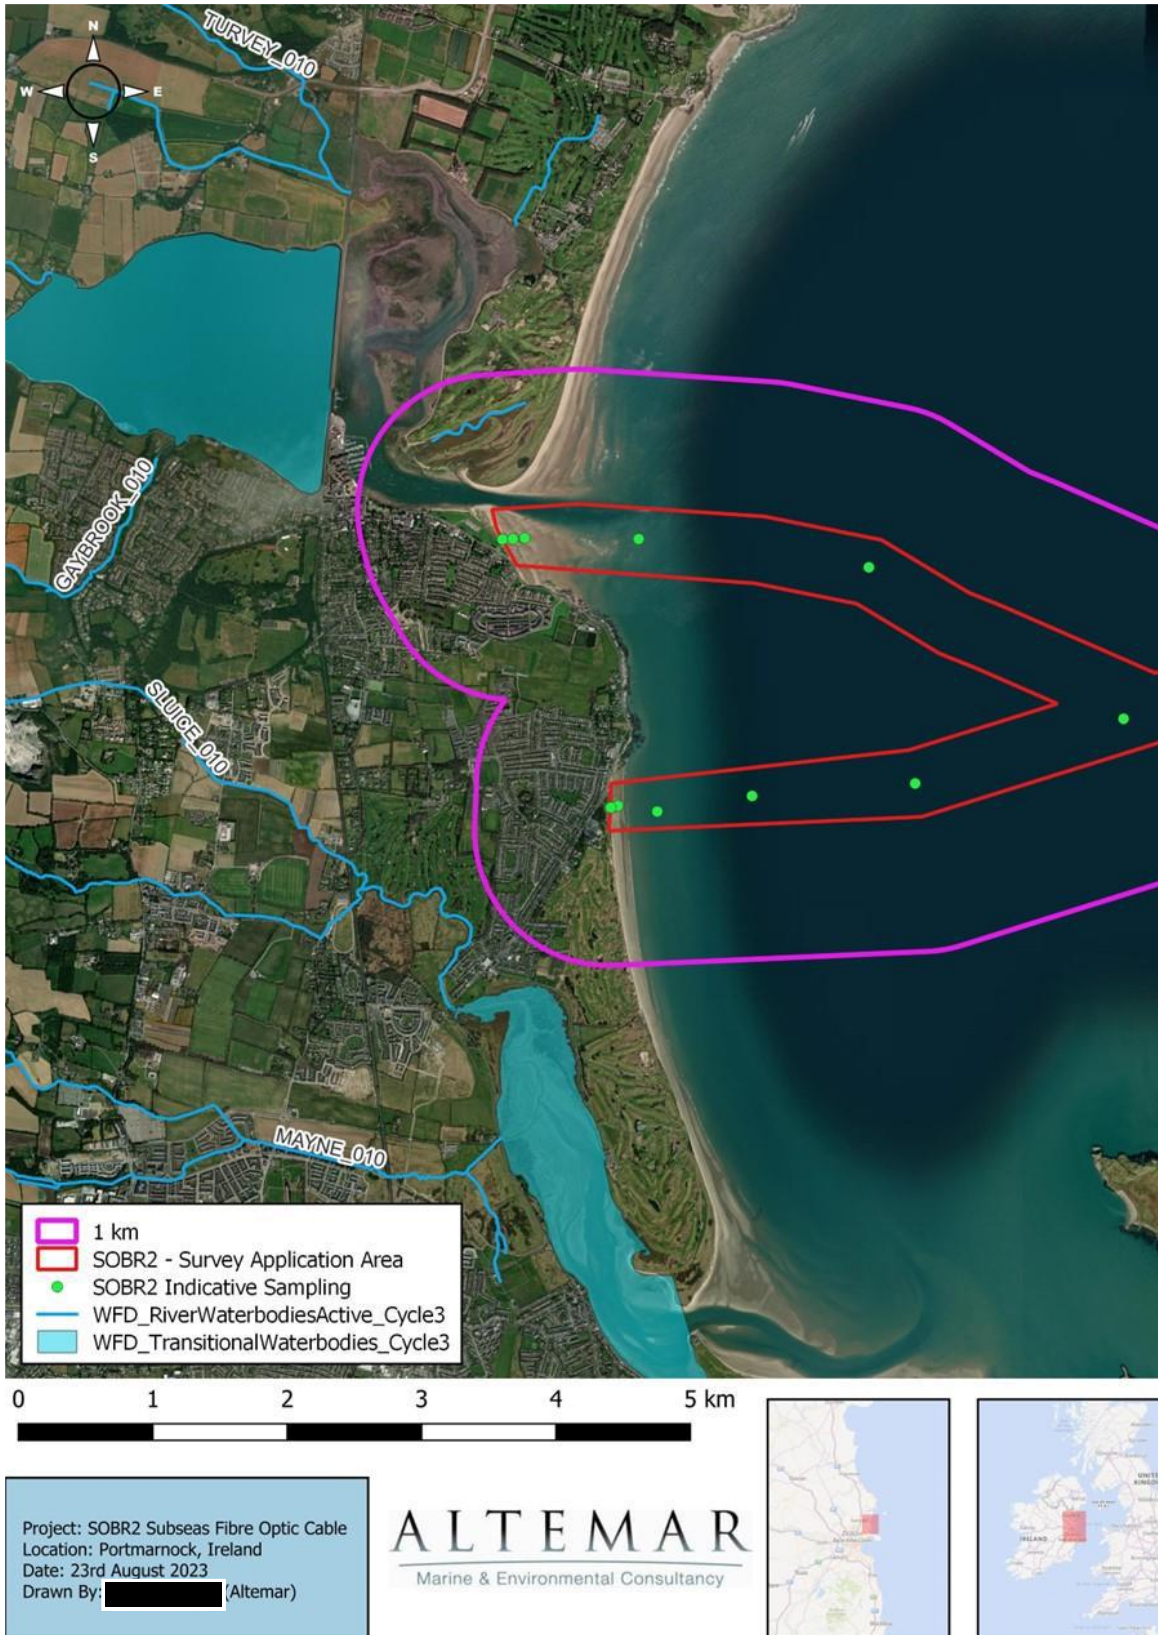 TURVEY_010
N
W
E
S
GAYBROOK_010
SLUICE_010
MAYNE_010
1 km
SOBR2 - Survey Application Area
SOBR2 Indicative Sampling
WFD_RiverWaterbodiesActive_Cycle3
WFD_TransitionalWaterbodies_Cycle3
0 1 2 3 4 5 km
Project: SOBR2 Subseas Fibre Optic Cable
Location: Portmarnock, Ireland
Date: 23rd August 2023
Drawn By: (Altemar)
ALTEMAR
Marine & Environmental Consultancy
IRELAND